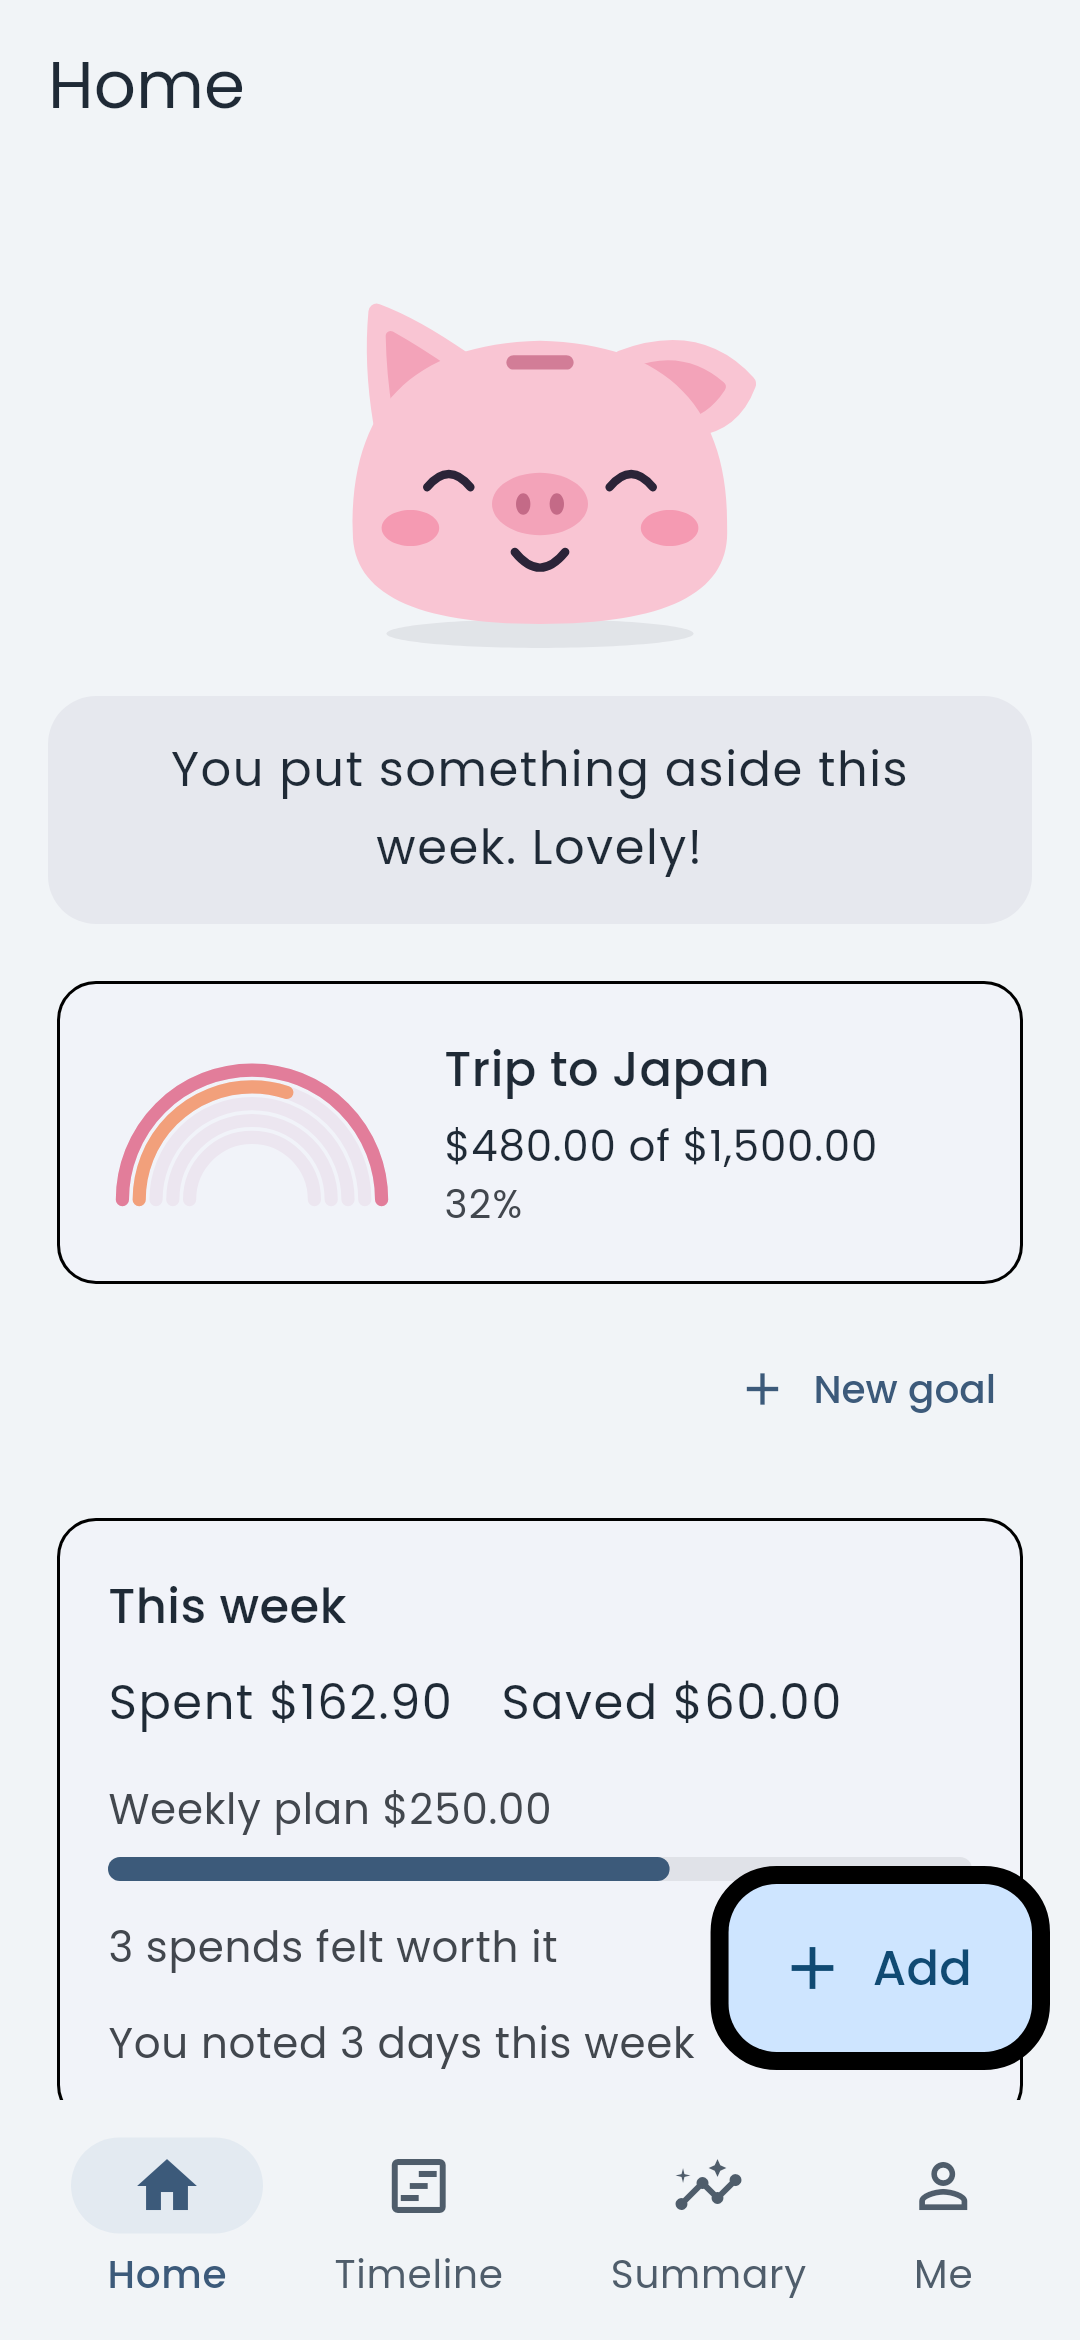 Home
You put something aside this
week. Lovely!
Trip to Japan
$480.00 of $1,500.00
32%
New goal
This week
Spent $162.90 Saved $60.00
Weekly plan $250.00
3 spends felt worth it
Add
You noted 3 days this week
Home Timeline Summary Me